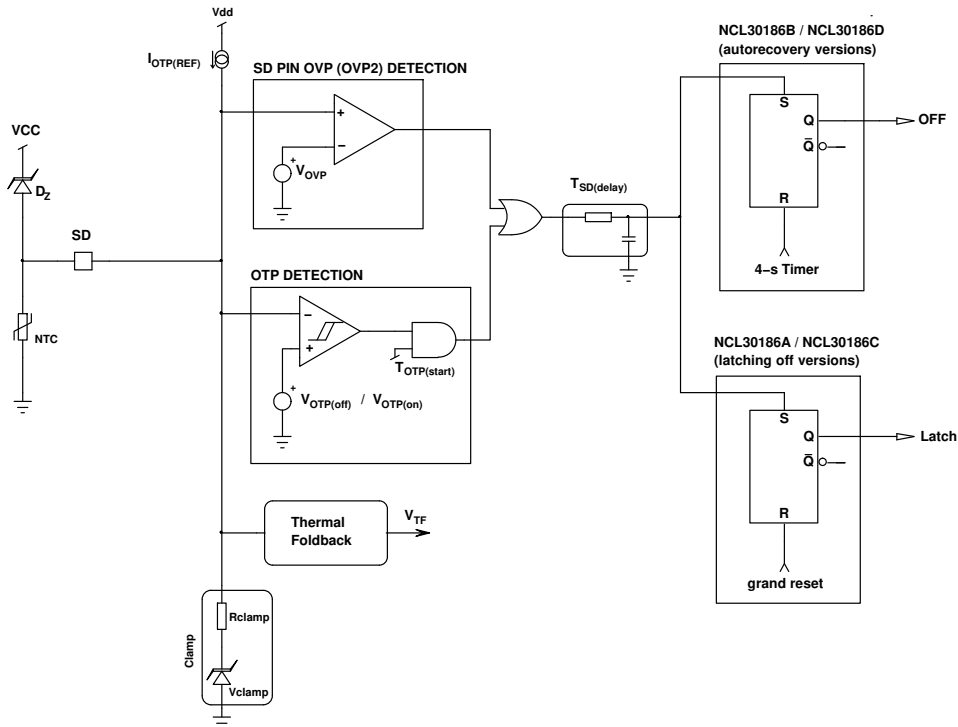 Vdd
I_OTP(REF)
SD PIN OVP (OVP2) DETECTION
+
−
+
V_OVP
VCC
D_Z
SD
NTC
OTP DETECTION
−
+
T_OTP(start)
+
V_OTP(off) / V_OTP(on)
Thermal
Foldback
V_TF
Clamp
Rclamp
Vclamp
T_SD(delay)
NCL30186B / NCL30186D
(autorecovery versions)
S
Q
Q̅
R
OFF
4−s Timer
NCL30186A / NCL30186C
(latching off versions)
S
Q
Q̅
R
Latch
grand reset